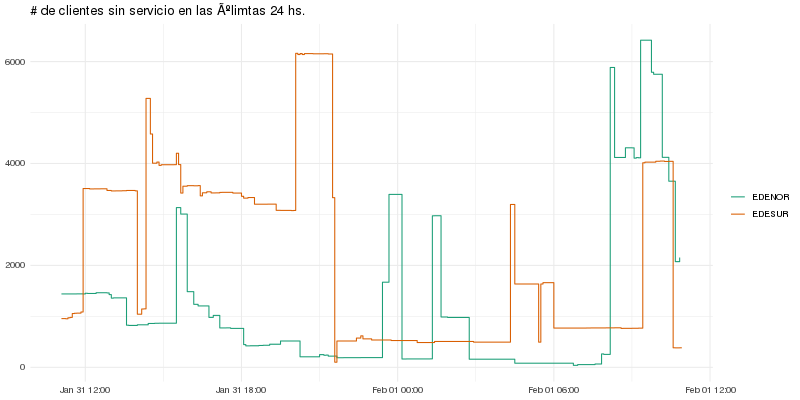 # de clientes sin servicio en las Ãºlimtas 24 hs.
6000
4000
2000
0
Jan 31 12:00
Jan 31 18:00
Feb 01 00:00
Feb 01 06:00
Feb 01 12:00
EDENOR
EDESUR